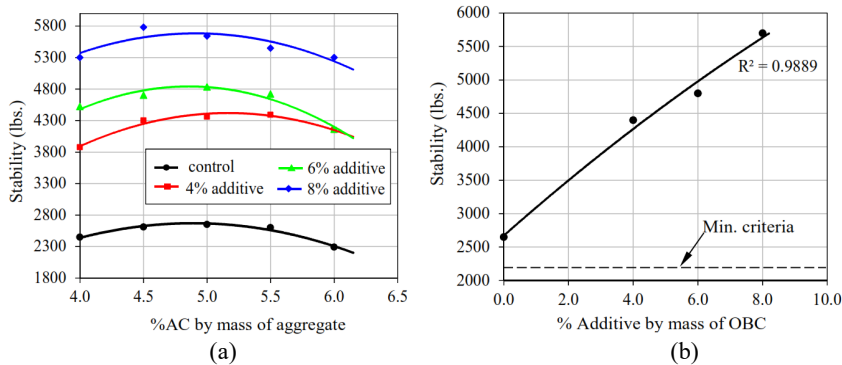 5800
5300
4800
4300
3800
3300
2800
2300
1800
Stability (lbs.)
control
4% additive
6% additive
8% additive
4.0 4.5 5.0 5.5 6.0 6.5
%AC by mass of aggregate
(a)
6000
5500
5000
4500
4000
3500
3000
2500
2000
Stability (lbs.)
R² = 0.9889
Min. criteria
0.0 2.0 4.0 6.0 8.0 10.0
% Additive by mass of OBC
(b)